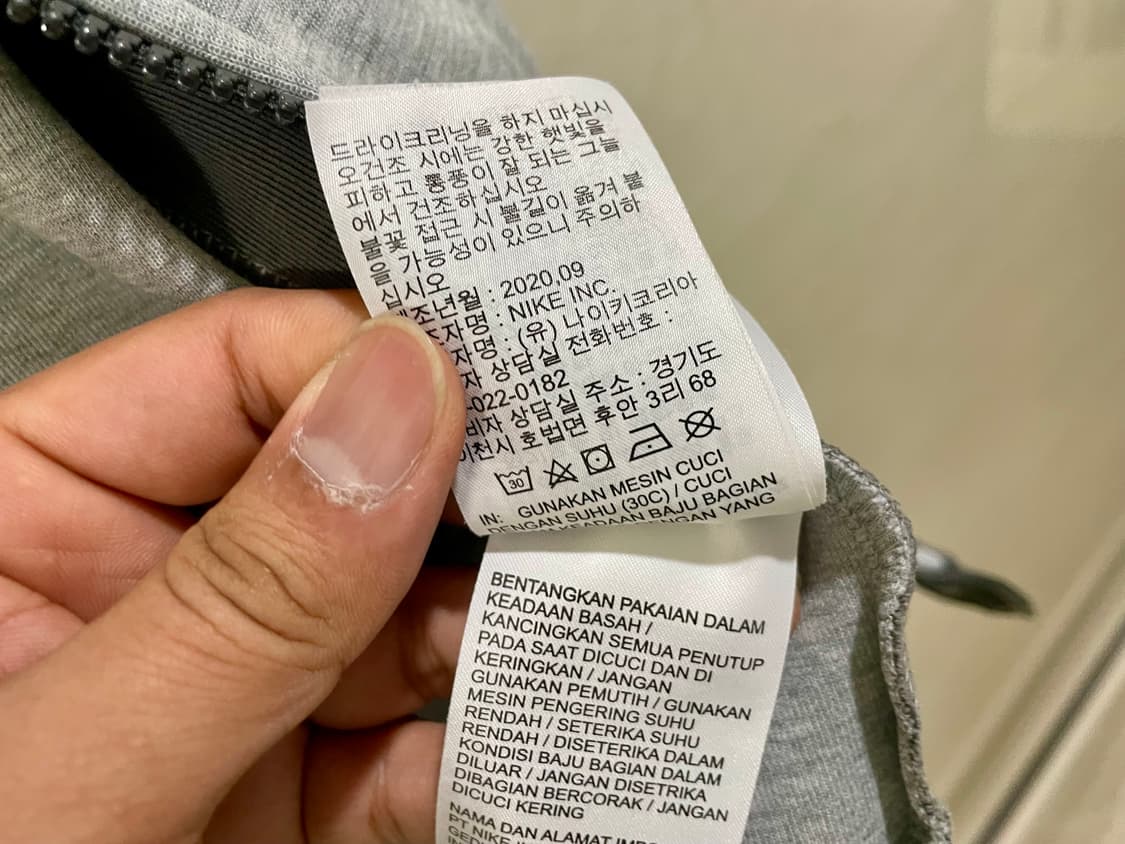 드라이크리닝을 하지 마십시
오건조 시에는 강한 햇빛을
피하고 통풍이 잘 되는 그늘
에서 건조하십시오
불꽃 접근 시 불길이 옮겨 붙
을 가능성이 있으니 주의하
십시오
제조년월 : 2020.09
자명 : NIKE INC.
자명 : (유) 나이키코리아
자 상담실 전화번호 :
-022-0182
비자 상담실 주소 : 경기도
이천시 호법면 후안 3리 68
30
IN: GUNAKAN MESIN CUCI
DENGAN SUHU (30C) / CUCI
KEADAAN BAJU BAGIAN
DENGAN YANG
BENTANGKAN PAKAIAN DALAM
KEADAAN BASAH /
KANCINGKAN SEMUA PENUTUP
PADA SAAT DICUCI DAN DI
KERINGKAN / JANGAN
GUNAKAN PEMUTIH / GUNAKAN
MESIN PENGERING SUHU
RENDAH / SETERIKA SUHU
RENDAH / DISETERIKA DALAM
KONDISI BAJU BAGIAN DALAM
DILUAR / JANGAN DISETRIKA
DIBAGIAN BERCORAK / JANGAN
DICUCI KERING
NAMA DAN ALAMAT
PT NIKE